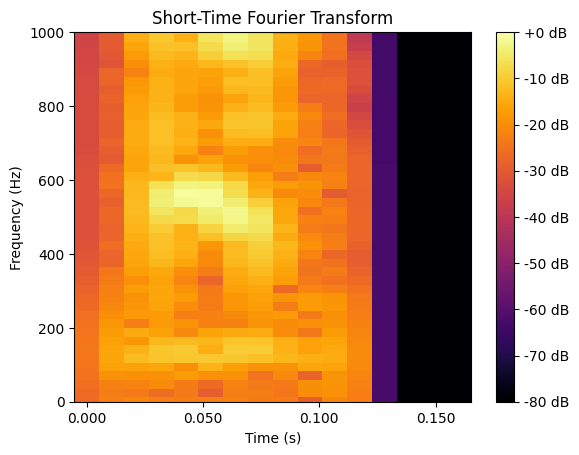 Short-Time Fourier Transform
1000
800
600
400
200
0
Frequency (Hz)
0.000
0.050
0.100
0.150
Time (s)
+0 dB
-10 dB
-20 dB
-30 dB
-40 dB
-50 dB
-60 dB
-70 dB
-80 dB